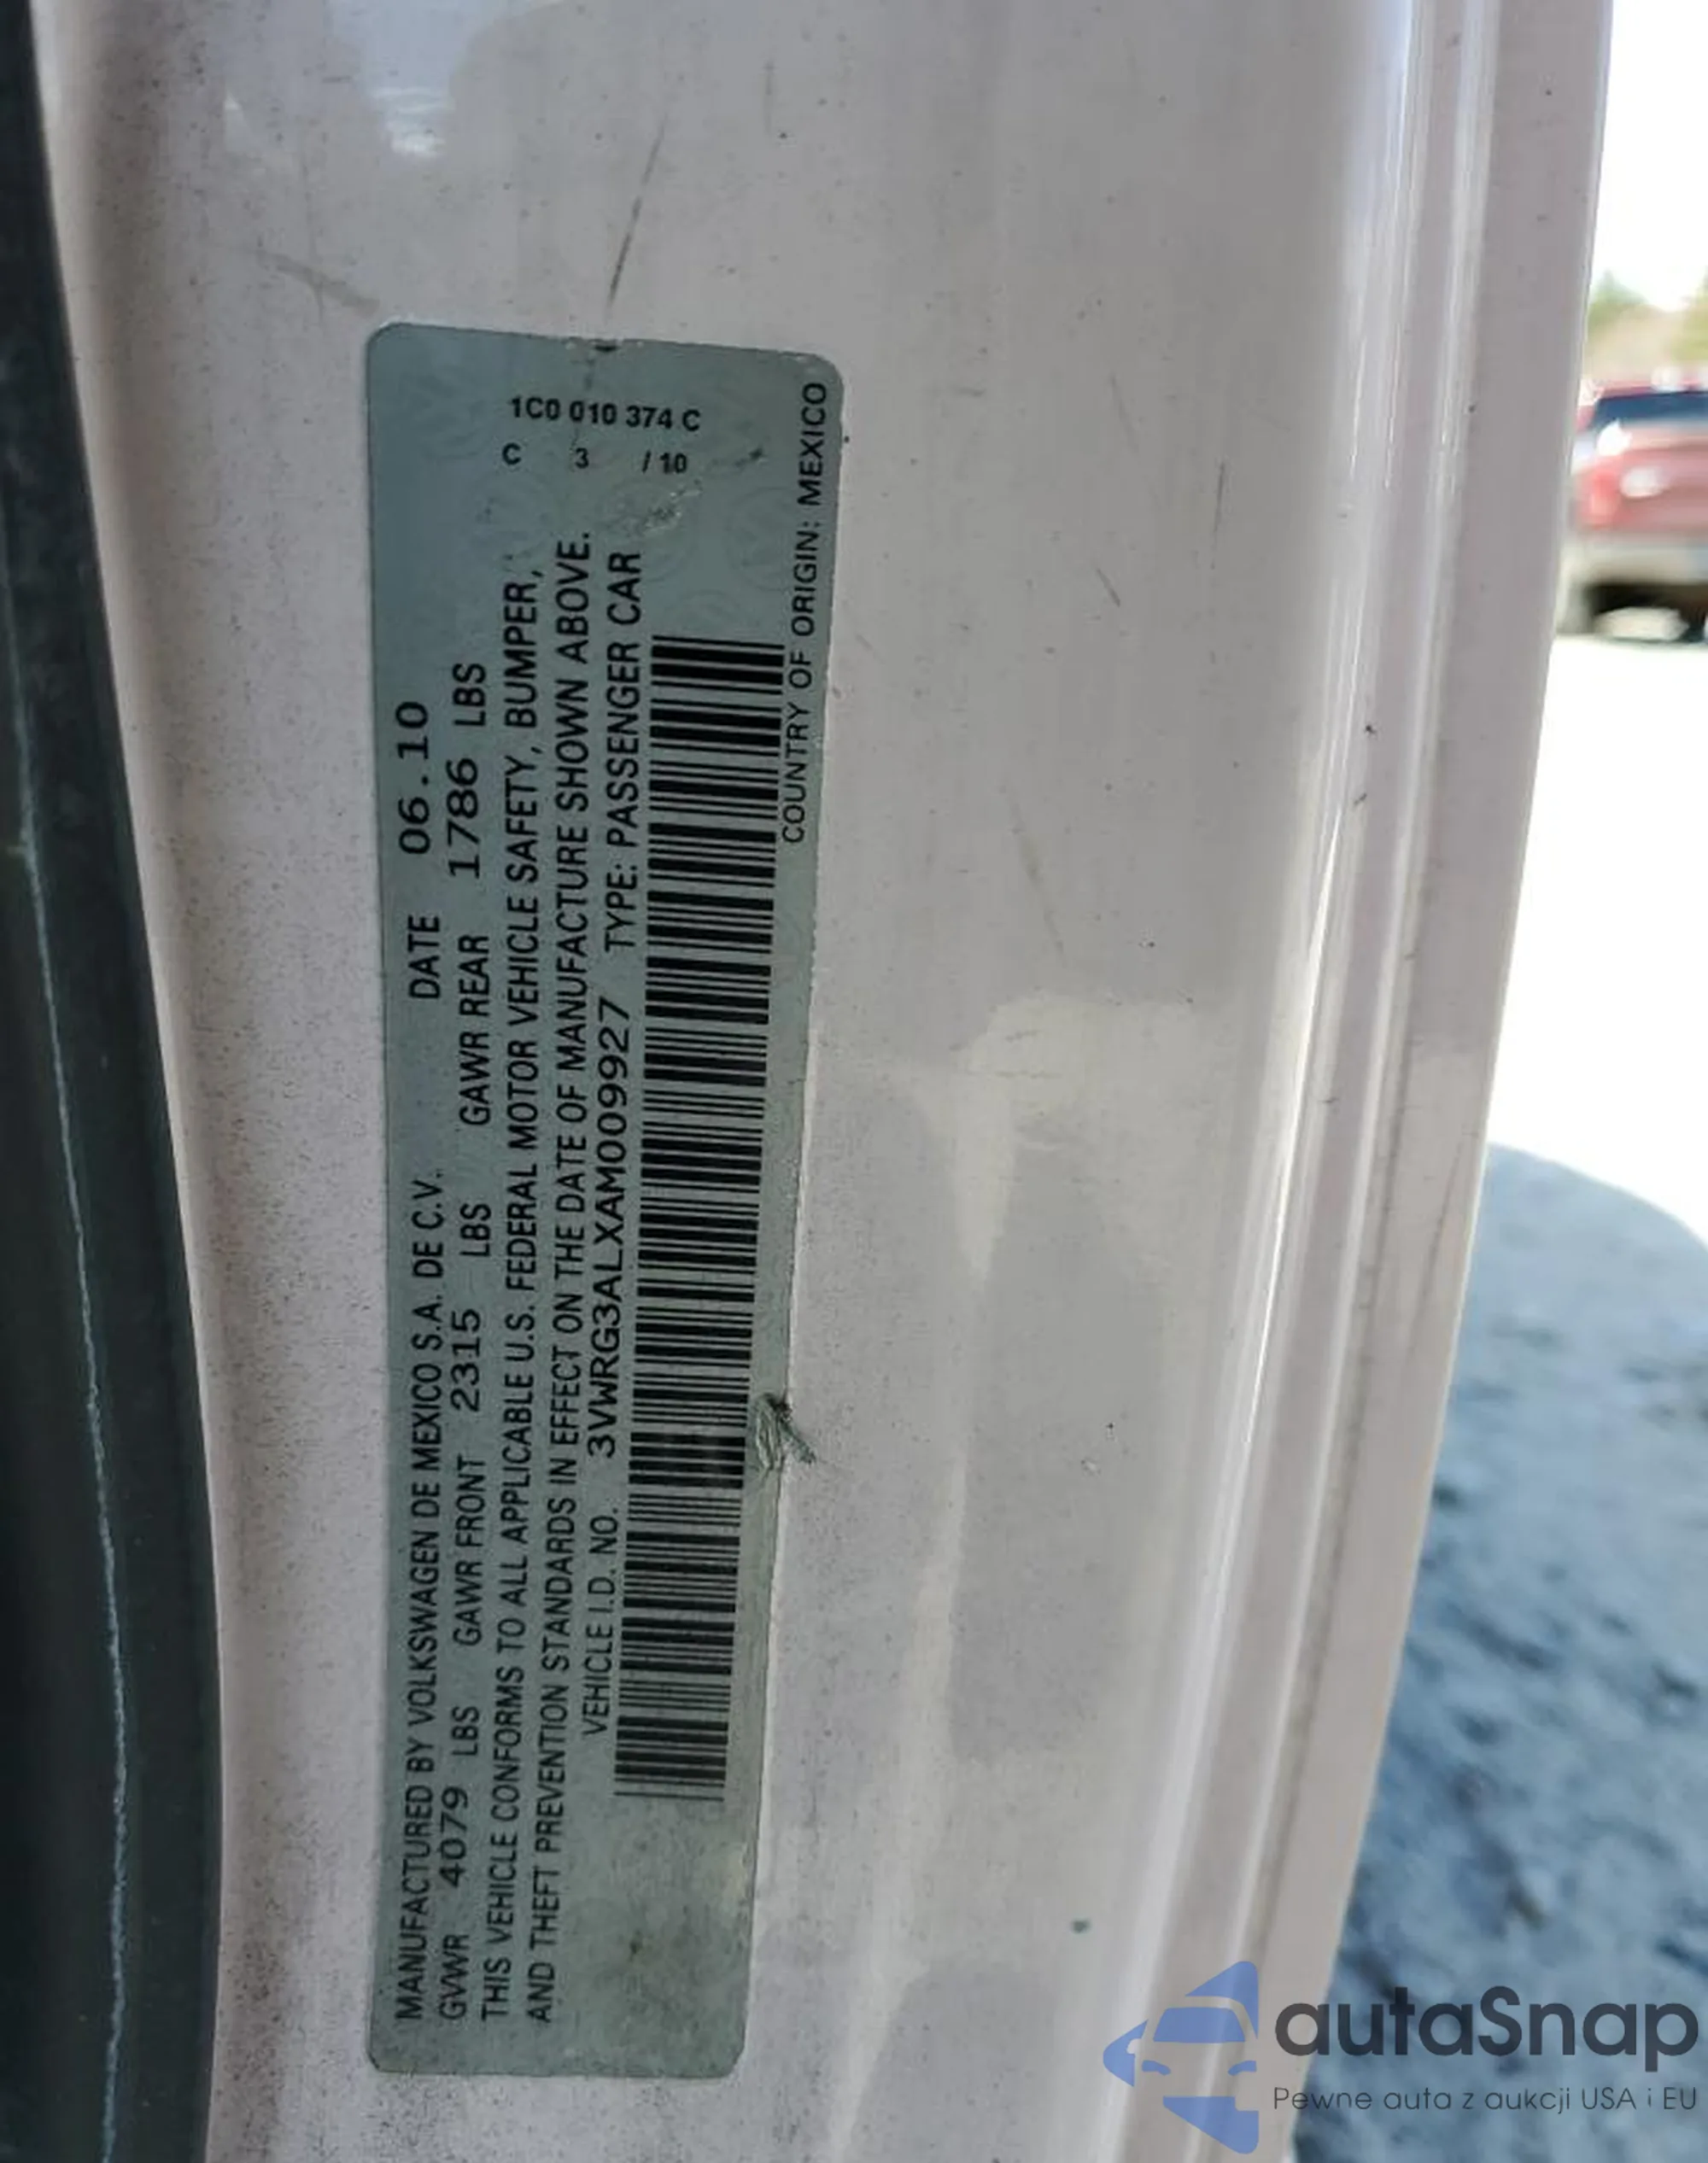 MANUFACTURED BY VOLKSWAGEN DE MEXICO S.A. DE C.V. DATE 06.10
GVWR 4079 LBS GAWR FRONT 2315 LBS GAWR REAR 1786 LBS
THIS VEHICLE CONFORMS TO ALL APPLICABLE U.S. FEDERAL MOTOR VEHICLE SAFETY, BUMPER,
AND THEFT PREVENTION STANDARDS IN EFFECT ON THE DATE OF MANUFACTURE SHOWN ABOVE.
VEHICLE I.D. NO. 3VWRG3ALXAM009927 TYPE: PASSENGER CAR
COUNTRY OF ORIGIN: MEXICO
1C0 010 374 C
C 3 / 10
autaSnap
Pewne auta z aukcji USA i EU